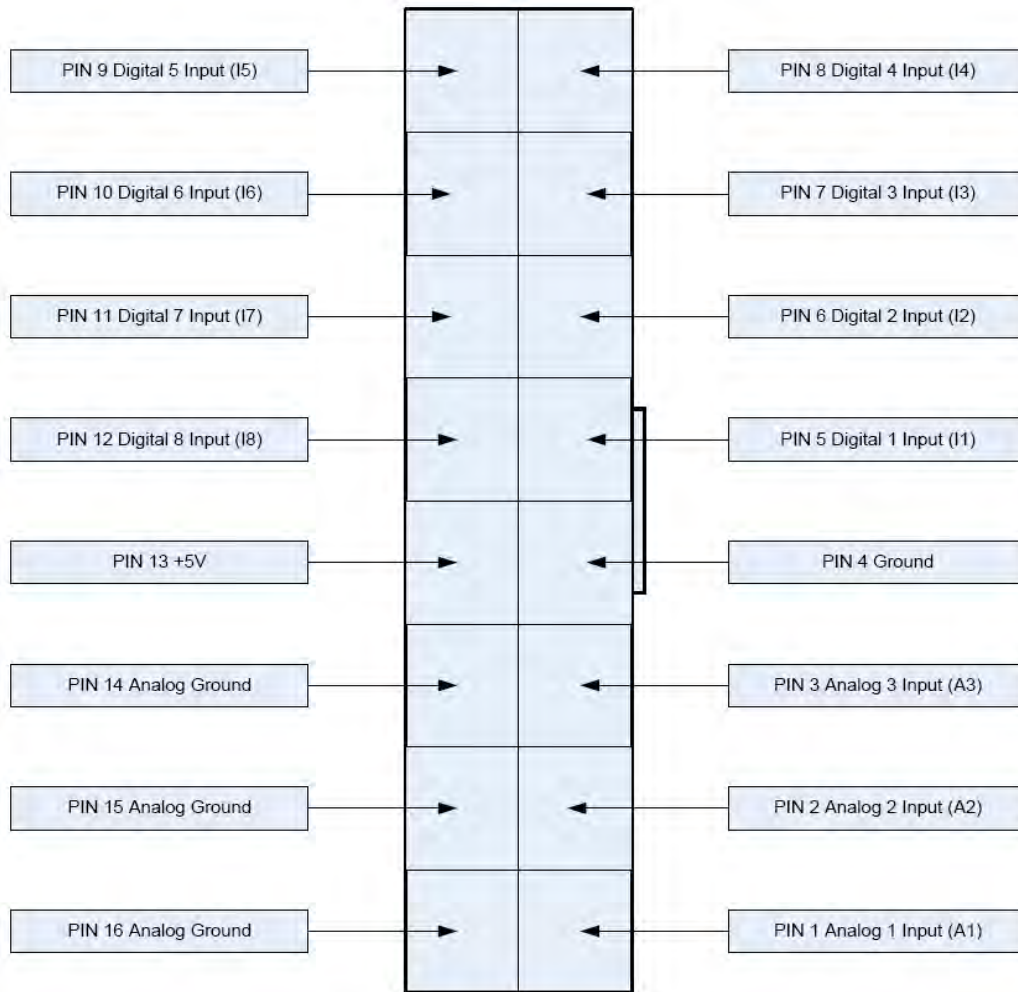 PIN 9 Digital 5 Input (I5)
PIN 8 Digital 4 Input (I4)
PIN 10 Digital 6 Input (I6)
PIN 7 Digital 3 Input (I3)
PIN 11 Digital 7 Input (I7)
PIN 6 Digital 2 Input (I2)
PIN 12 Digital 8 Input (I8)
PIN 5 Digital 1 Input (I1)
PIN 13 +5V
PIN 4 Ground
PIN 14 Analog Ground
PIN 3 Analog 3 Input (A3)
PIN 15 Analog Ground
PIN 2 Analog 2 Input (A2)
PIN 16 Analog Ground
PIN 1 Analog 1 Input (A1)